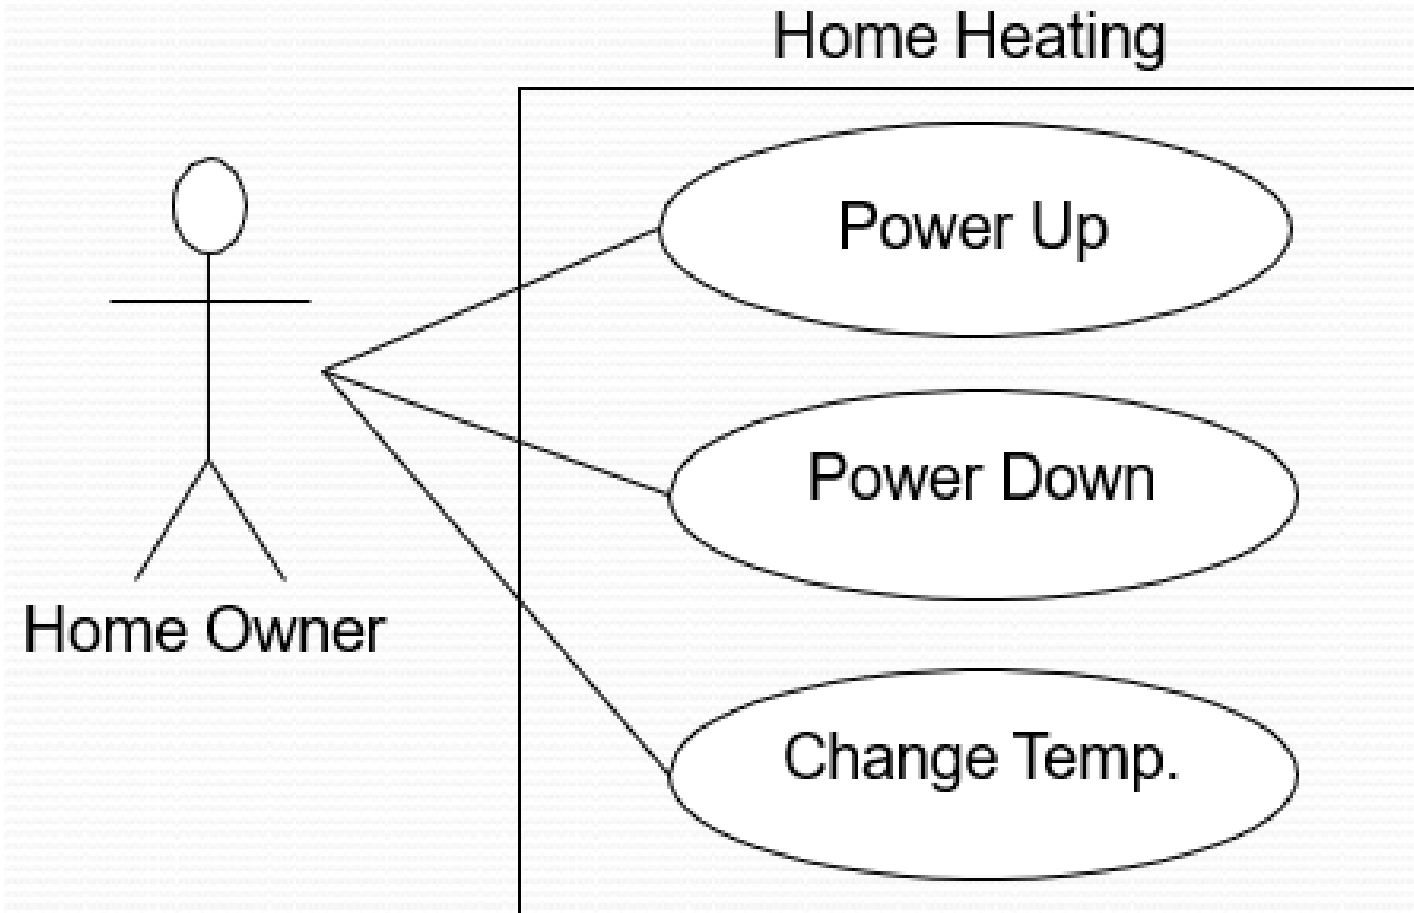 Home Heating
Power Up
Power Down
Home Owner
Change Temp.